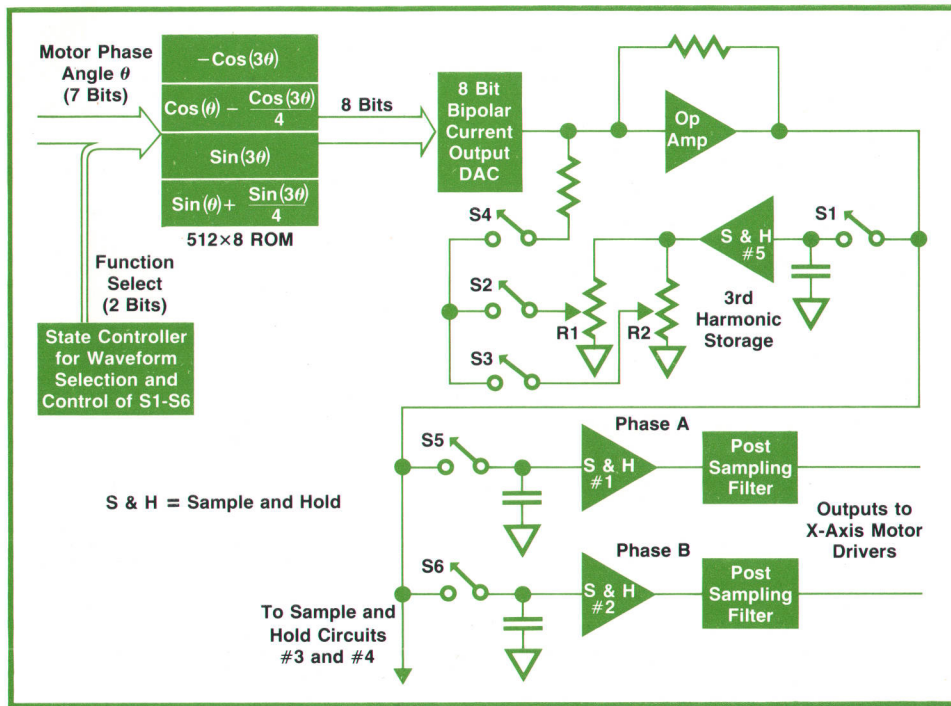 Motor Phase
Angle θ
(7 Bits)
−Cos(3θ)
Cos(θ) − Cos(3θ)/4
Sin(3θ)
Sin(θ) + Sin(3θ)/4
512×8 ROM
8 Bits
8 Bit
Bipolar
Current
Output
DAC
Op
Amp
S4
S1
S & H
#5
Function
Select
(2 Bits)
S2
R1
R2
3rd
Harmonic
Storage
S3
State Controller
for Waveform
Selection and
Control of S1-S6
Phase A
S5
S & H
#1
Post
Sampling
Filter
S & H = Sample and Hold
Outputs to
X-Axis Motor
Drivers
Phase B
S6
S & H
#2
Post
Sampling
Filter
To Sample and
Hold Circuits
#3 and #4